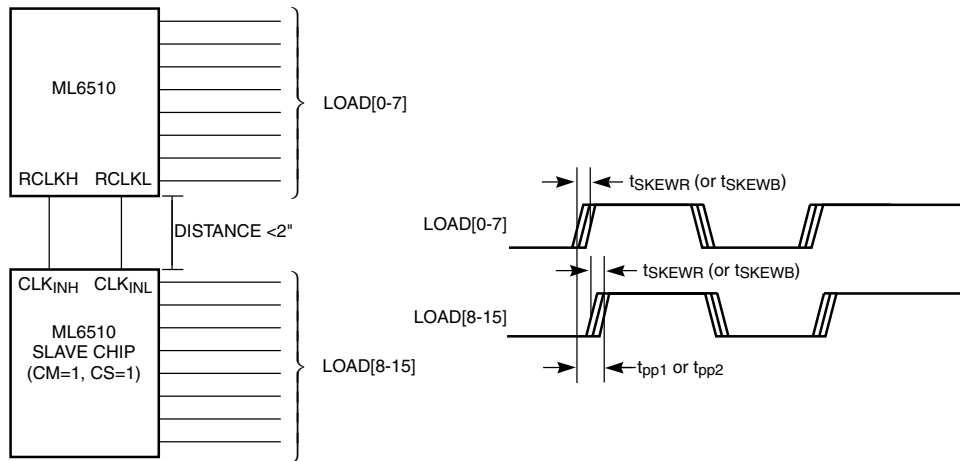 ML6510
LOAD[0-7]
RCLKH RCLKL
DISTANCE <2"
CLKINH CLKINL
ML6510
SLAVE CHIP
(CM=1, CS=1)
LOAD[8-15]
tSKEWR (or tSKEWB)
LOAD[0-7]
tSKEWR (or tSKEWB)
LOAD[8-15]
tpp1 or tpp2